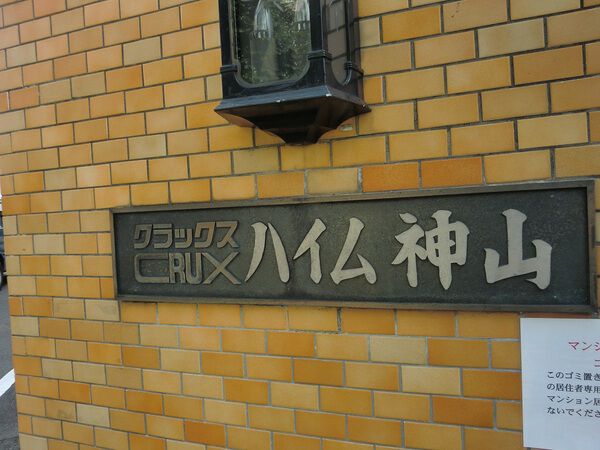 クラックス
CRUX
ハイム神山
マン
このゴミ置き
の居住者専用
マンション居
ないでくださ